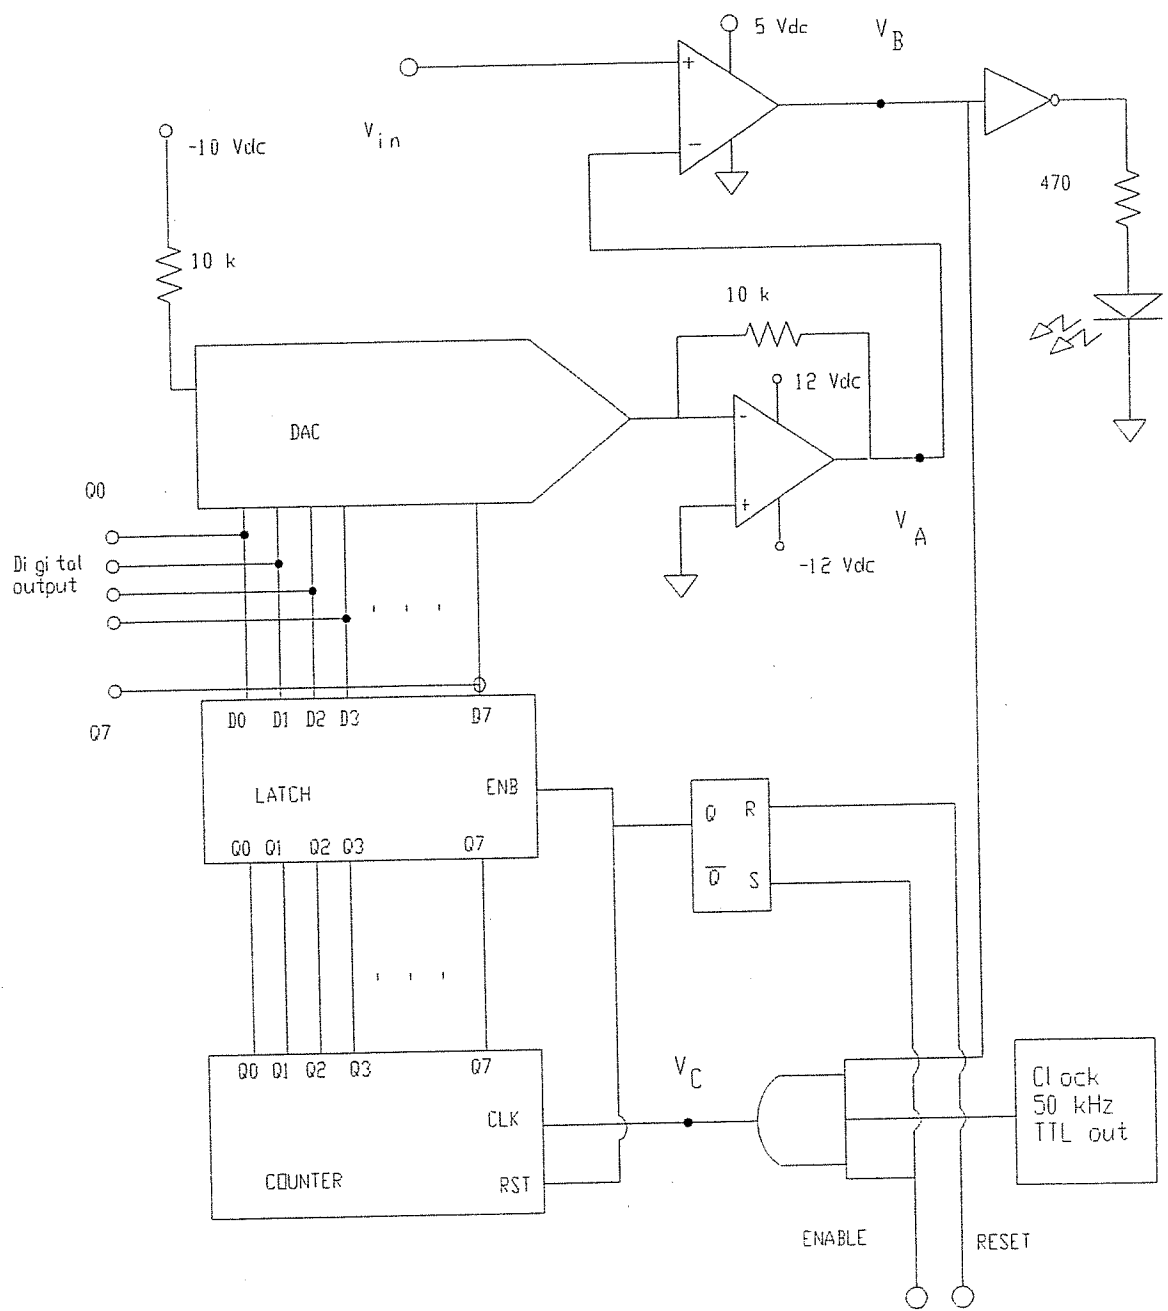 5 Vdc
V B
+
-10 Vdc
V in
-
470
10 k
10 k
12 Vdc
-
DAC
Q0
+
V A
-12 Vdc
Digital
output
D0 D1 D2 D3 D7
Q7
ENB
LATCH
Q R
Q0 Q1 Q2 Q3 Q7
Q̅ S
Q0 Q1 Q2 Q3 Q7
V C
Clock
50 kHz
TTL out
CLK
COUNTER
RST
ENABLE
RESET